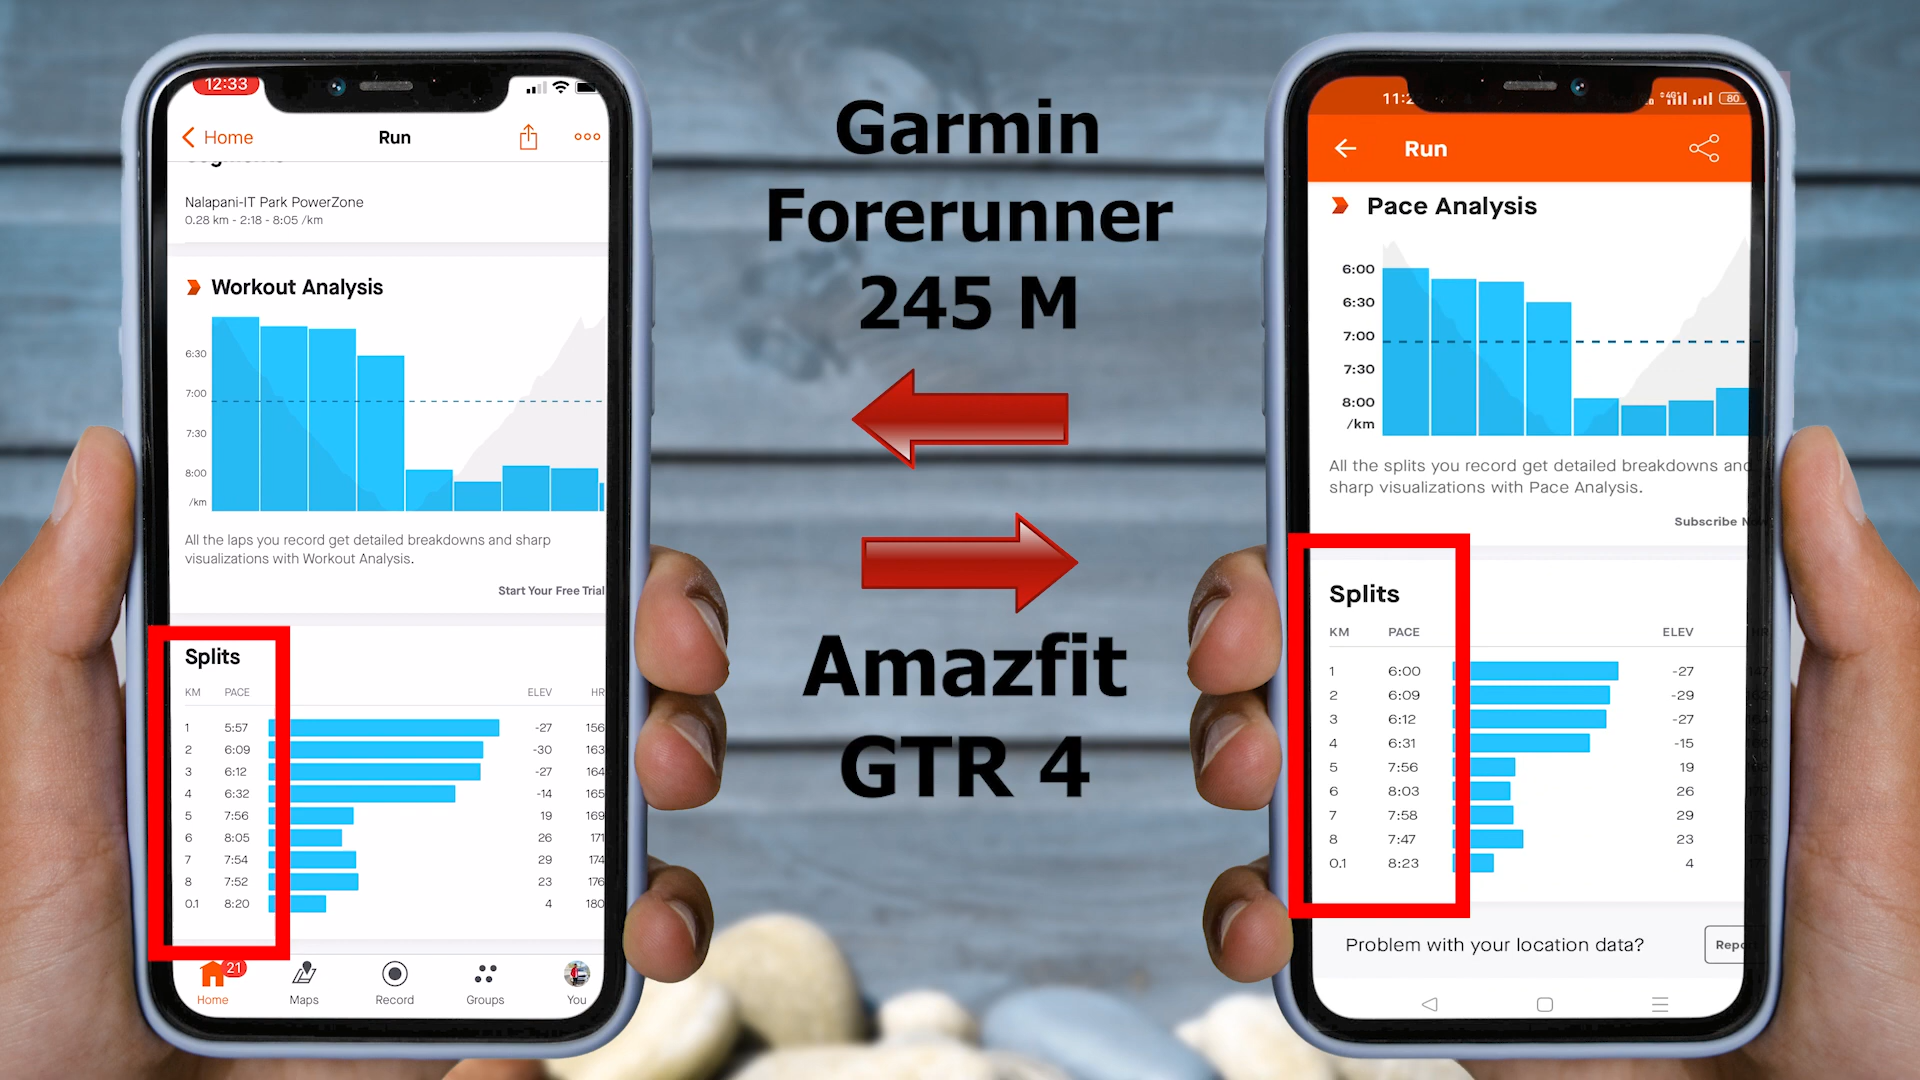 12:33
Home
Run
Nalapani-IT Park PowerZone
0.28 km - 2:18 - 8:05 /km
Workout Analysis
6:30
7:00
7:30
8:00
/km
All the laps you record get detailed breakdowns and sharp
visualizations with Workout Analysis.
Start Your Free Trial
Splits
KM PACE ELEV HR
1 5:57 -27 156
2 6:09 -30 163
3 6:12 -27 164
4 6:32 -14 165
5 7:56 19 169
6 8:05 26 171
7 7:54 29 174
8 7:52 23 176
0.1 8:20 4 180
21
Home Maps Record Groups You
Garmin
Forerunner
245 M
Amazfit
GTR 4
4G 80
Run
Pace Analysis
6:00
6:30
7:00
7:30
8:00
/km
All the splits you record get detailed breakdowns and
sharp visualizations with Pace Analysis.
Subscribe
Splits
KM PACE ELEV HR
1 6:00 -27
2 6:09 -29
3 6:12 -27
4 6:31 -15
5 7:56 19
6 8:03 26
7 7:58 29
8 7:47 23
0.1 8:23 4
Problem with your location data?